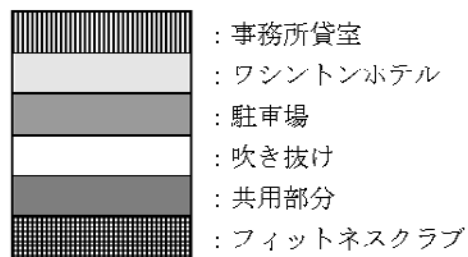 ：事務所貸室
：ワシントンホテル
：駐車場
：吹き抜け
：共用部分
：フィットネスクラブ